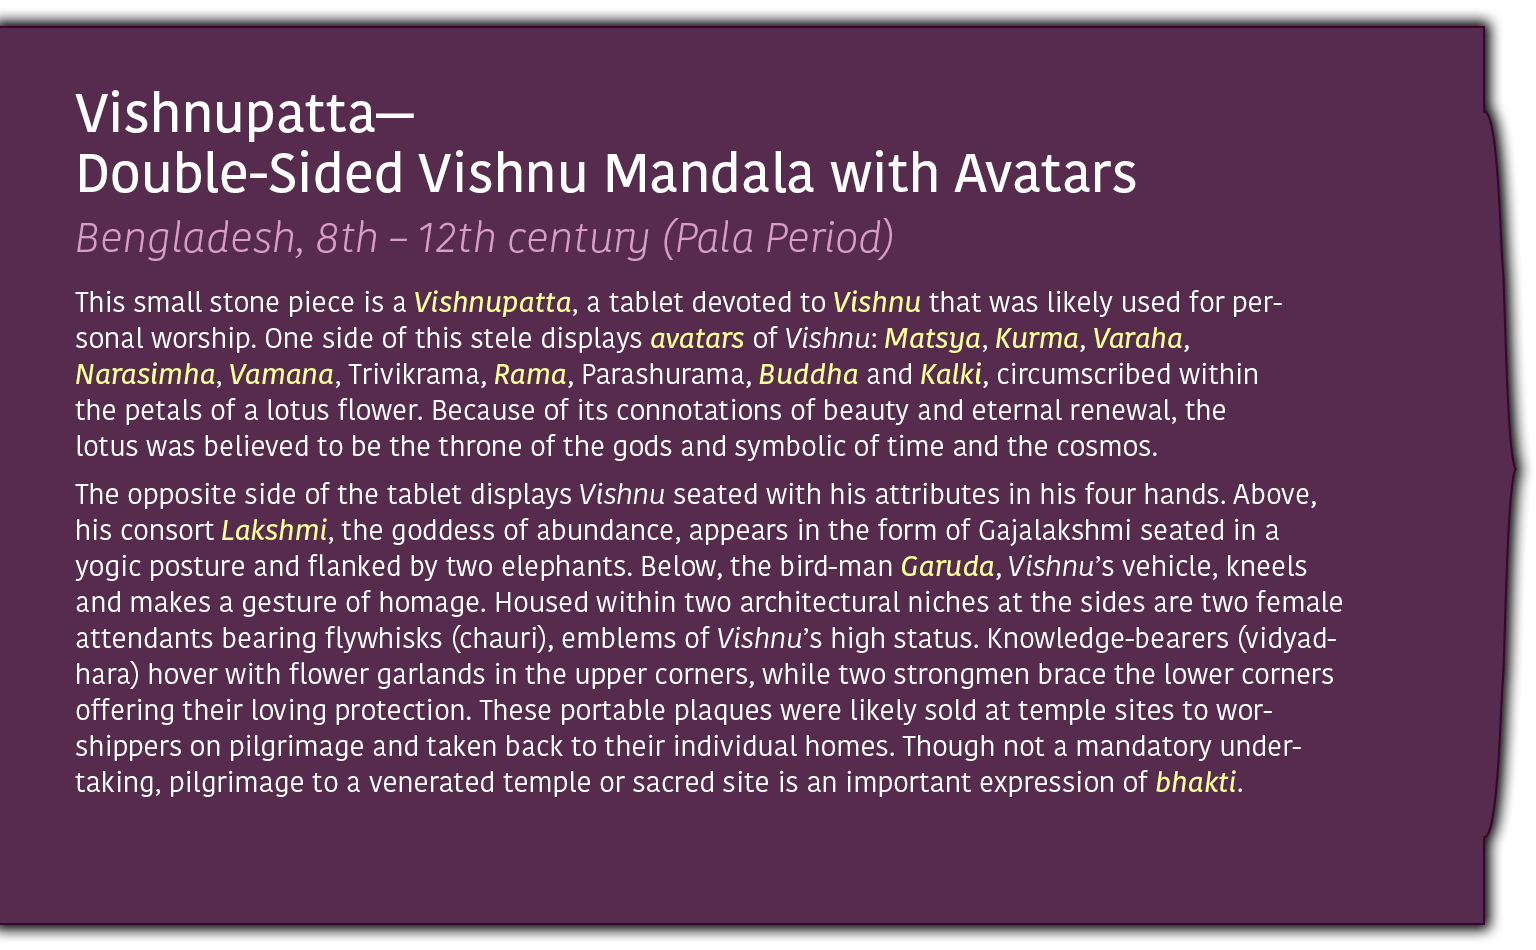 Vishnupatta—
Double-Sided Vishnu Mandala with Avatars
Bengladesh, 8th – 12th century (Pala Period)
This small stone piece is a Vishnupatta, a tablet devoted to Vishnu that was likely used for per-
sonal worship. One side of this stele displays avatars of Vishnu: Matsya, Kurma, Varaha,
Narasimha, Vamana, Trivikrama, Rama, Parashurama, Buddha and Kalki, circumscribed within
the petals of a lotus flower. Because of its connotations of beauty and eternal renewal, the
lotus was believed to be the throne of the gods and symbolic of time and the cosmos.
The opposite side of the tablet displays Vishnu seated with his attributes in his four hands. Above,
his consort Lakshmi, the goddess of abundance, appears in the form of Gajalakshmi seated in a
yogic posture and flanked by two elephants. Below, the bird-man Garuda, Vishnu’s vehicle, kneels
and makes a gesture of homage. Housed within two architectural niches at the sides are two female
attendants bearing flywhisks (chauri), emblems of Vishnu’s high status. Knowledge-bearers (vidyad-
hara) hover with flower garlands in the upper corners, while two strongmen brace the lower corners
offering their loving protection. These portable plaques were likely sold at temple sites to wor-
shippers on pilgrimage and taken back to their individual homes. Though not a mandatory under-
taking, pilgrimage to a venerated temple or sacred site is an important expression of bhakti.